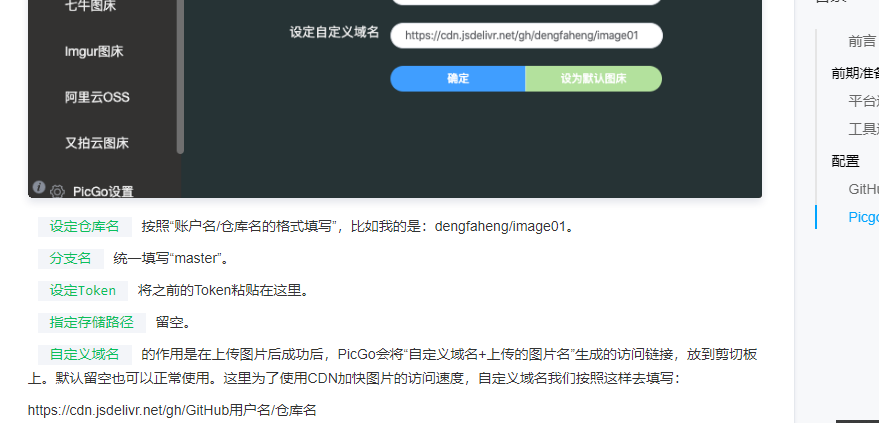 七牛图床
设定自定义域名
https://cdn.jsdelivr.net/gh/dengfaheng/image01
Imgur图床
确定
设为默认图床
阿里云OSS
又拍云图床
PicGo设置
设定仓库名 按照“账户名/仓库名的格式填写”，比如我的是：dengfaheng/image01。
分支名 统一填写“master”。
设定Token 将之前的Token粘贴在这里。
指定存储路径 留空。
自定义域名 的作用是在上传图片后成功后，PicGo会将“自定义域名+上传的图片名”生成的访问链接，放到剪切板
上。默认留空也可以正常使用。这里为了使用CDN加快图片的访问速度，自定义域名我们按照这样去填写：
https://cdn.jsdelivr.net/gh/GitHub用户名/仓库名
前言
前期准备
平台
工具
配置
GitHu
Picgo